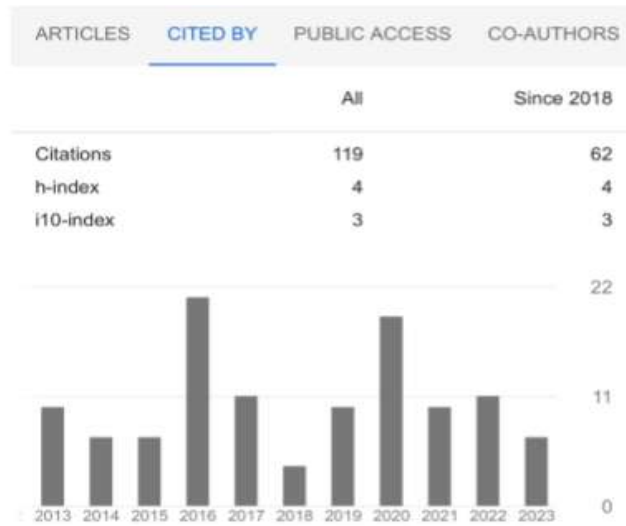 ARTICLES CITED BY PUBLIC ACCESS CO-AUTHORS
All Since 2018
Citations 119 62
h-index 4 4
i10-index 3 3
22
11
0
2013 2014 2015 2016 2017 2018 2019 2020 2021 2022 2023